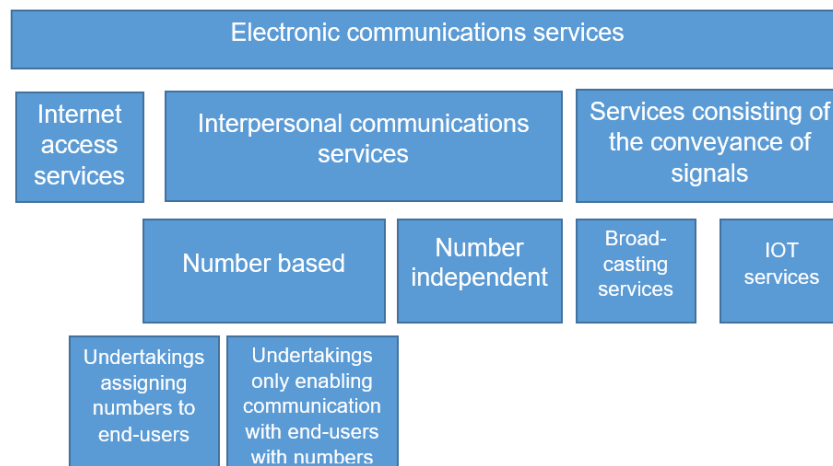 Electronic communications services
Internet
access
services
Interpersonal communications
services
Services consisting of
the conveyance of
signals
Number based
Number
independent
Broad-
casting
services
IOT
services
Undertakings
assigning
numbers to
end-users
Undertakings
only enabling
communication
with end-users
with numbers